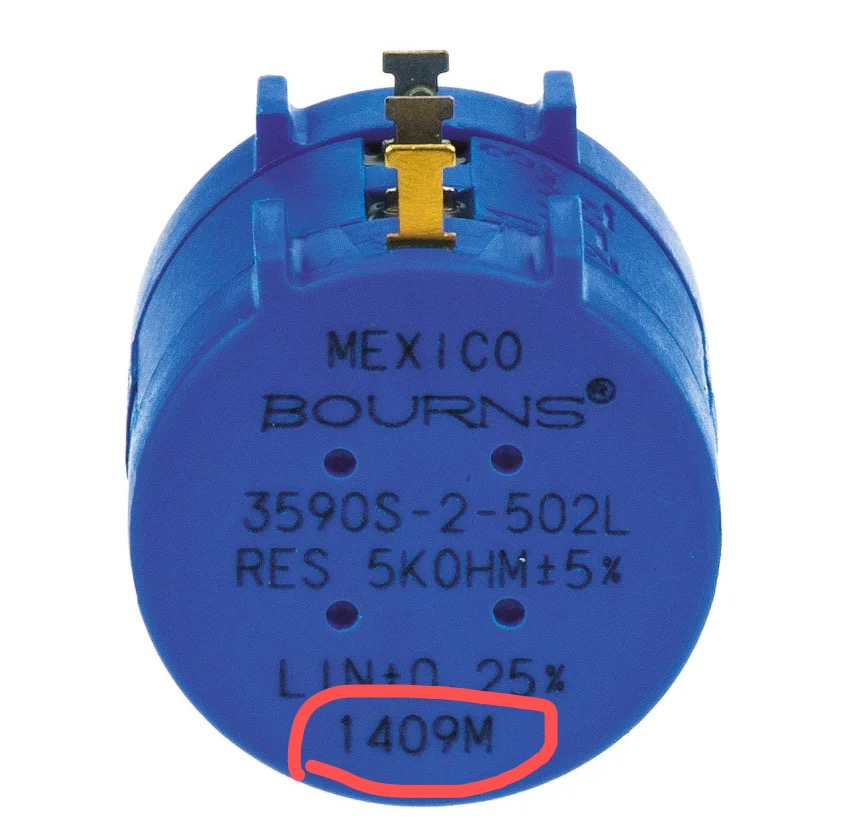 MEXICO
BOURNS®
3590S-2-502L
RES 5KOHM±5%
LIN±0.25%
1409M